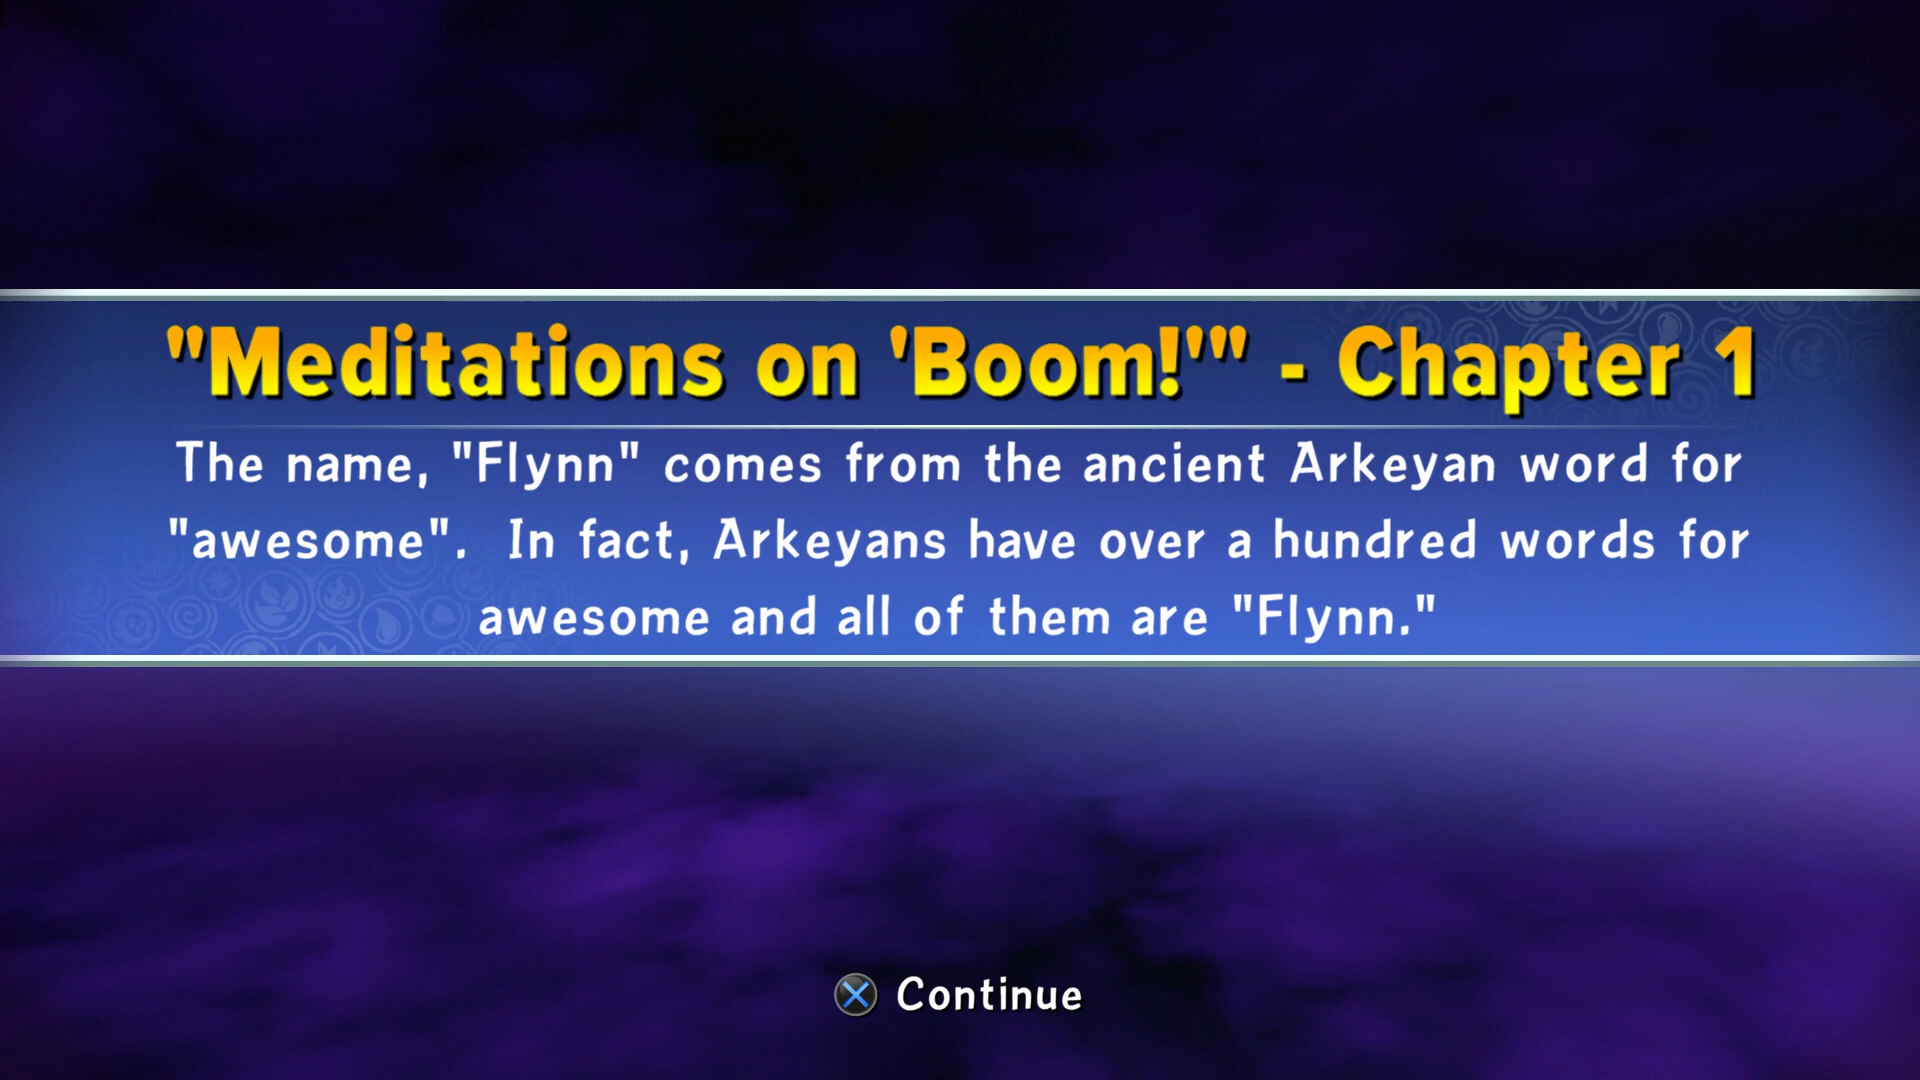 "Meditations on 'Boom!'" - Chapter 1
The name, "Flynn" comes from the ancient Arkeyan word for
"awesome".  In fact, Arkeyans have over a hundred words for
awesome and all of them are "Flynn."
Continue